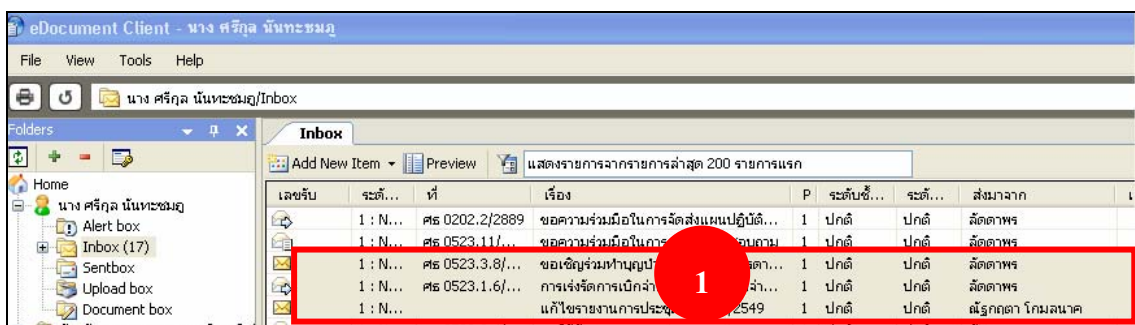 eDocument Client - นาง ศรีกุล นันทะชมภู
File View Tools Help
นาง ศรีกุล นันทะชมภู/Inbox
Folders
Inbox
Add New Item Preview แสดงรายการจากรายการล่าสุด 200 รายการแรก
Home
นาง ศรีกุล นันทะชมภู
Alert box
Inbox (17)
Sentbox
Upload box
Document box
เลขรับ ระดั... ที่ เรื่อง P ระดับชั้... ระดั... ส่งมาจาก
1 : N... ศธ 0202.2/2889 ขอความร่วมมือในการจัดส่งแผนปฏิบัติ... 1 ปกติ ปกติ ลัดดาพร
1 : N... ศธ 0523.11/... ขอความร่วมมือในการ อบถาม 1 ปกติ ปกติ ลัดดาพร
1 : N... ศธ 0523.3.8/... ขอเชิญร่วมทำบุญ รดา... 1 ปกติ ปกติ ลัดดาพร
1 : N... ศธ 0523.1.6/... การเร่งรัดการเบิกจ่า 1 ปกติ ปกติ ลัดดาพร
1 : N... แก้ไขรายงานการประชุ /2549 1 ปกติ ปกติ ณัฐกฤตา โกมลนาค
1